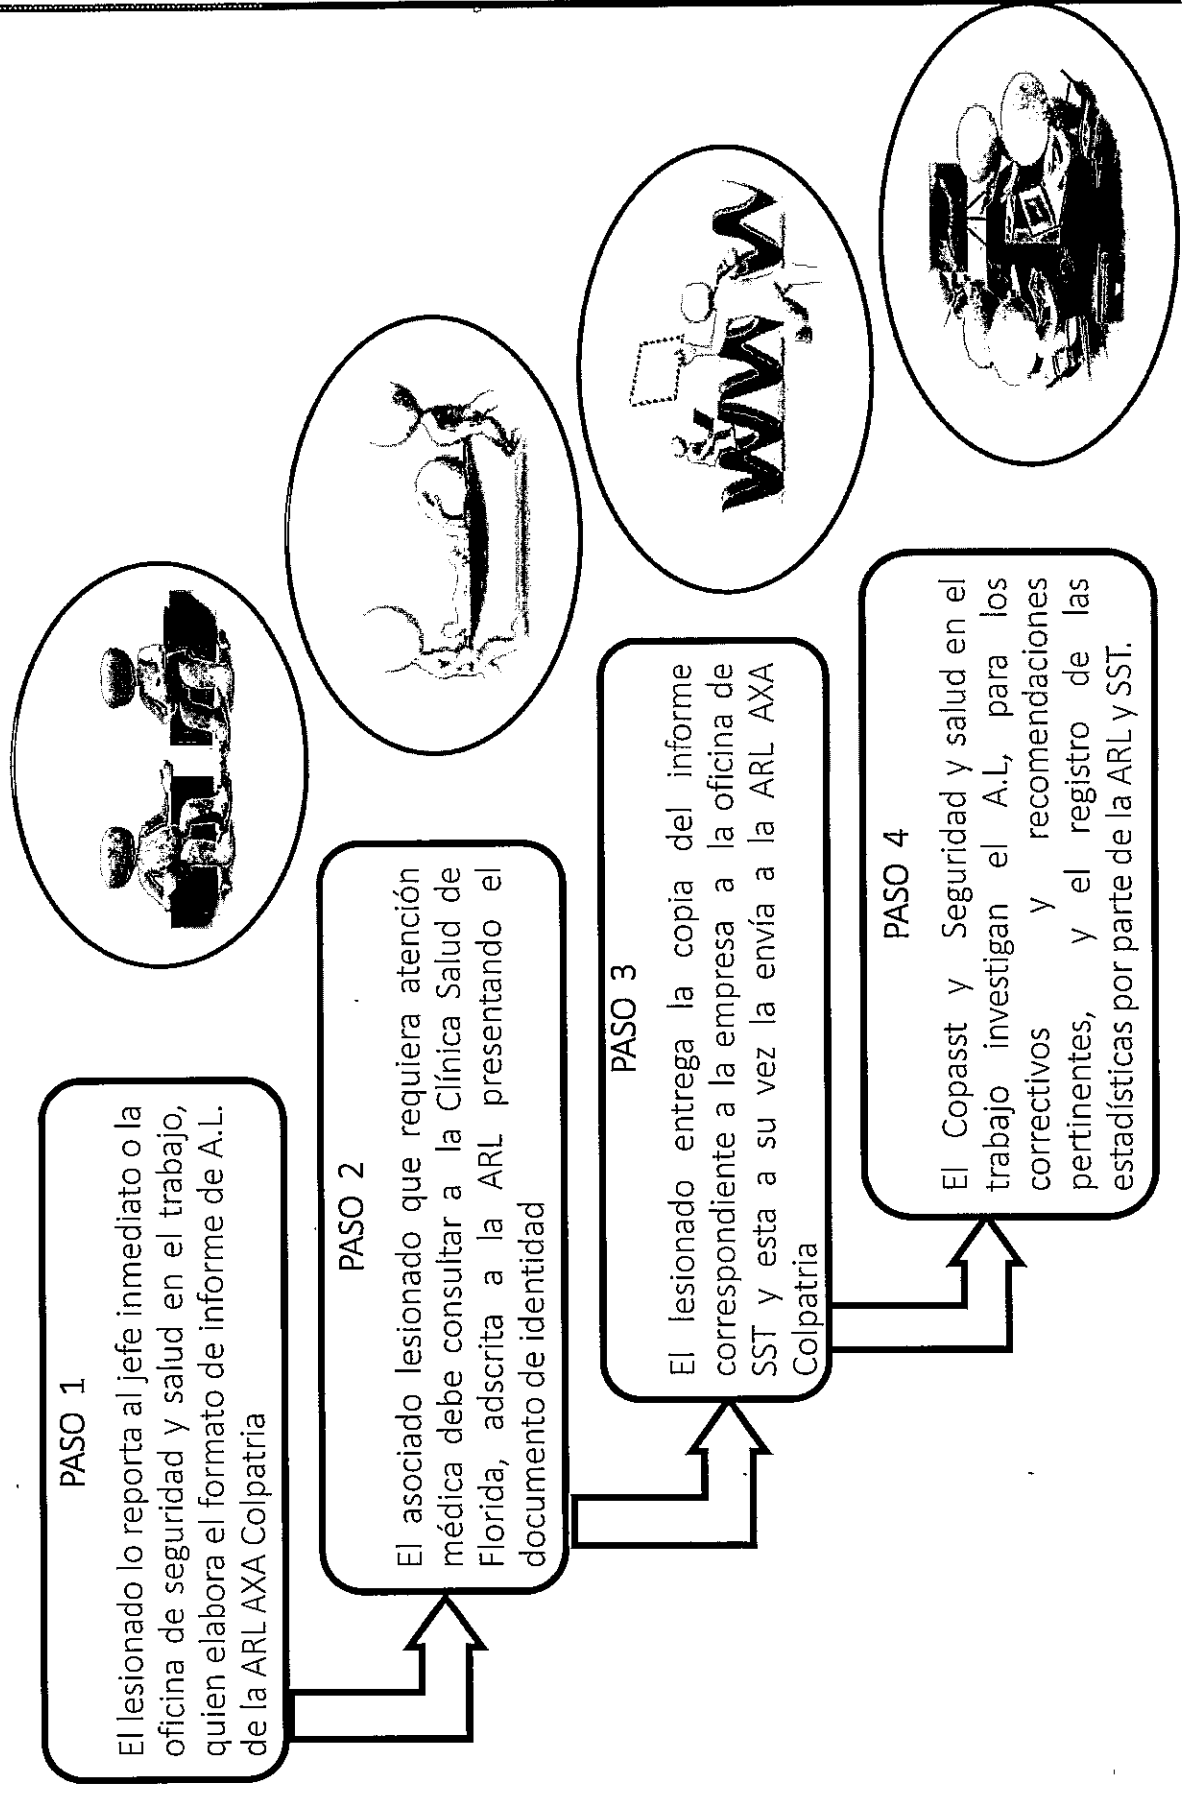 PASO 1
El lesionado lo reporta al jefe inmediato o la
oficina de seguridad y salud en el trabajo,
quien elabora el formato de informe de A.L.
de la ARL AXA Colpatria
PASO 2
El asociado lesionado que requiera atención
médica debe consultar a la Clínica Salud de
Florida, adscrita a la ARL presentando el
documento de identidad
PASO 3
El lesionado entrega la copia del informe
correspondiente a la empresa a la oficina de
SST y esta a su vez la envía a la ARL AXA
Colpatria
PASO 4
El Copasst y Seguridad y salud en el
trabajo investigan el A.L, para los
correctivos y recomendaciones
pertinentes, y el registro de las
estadísticas por parte de la ARL y SST.